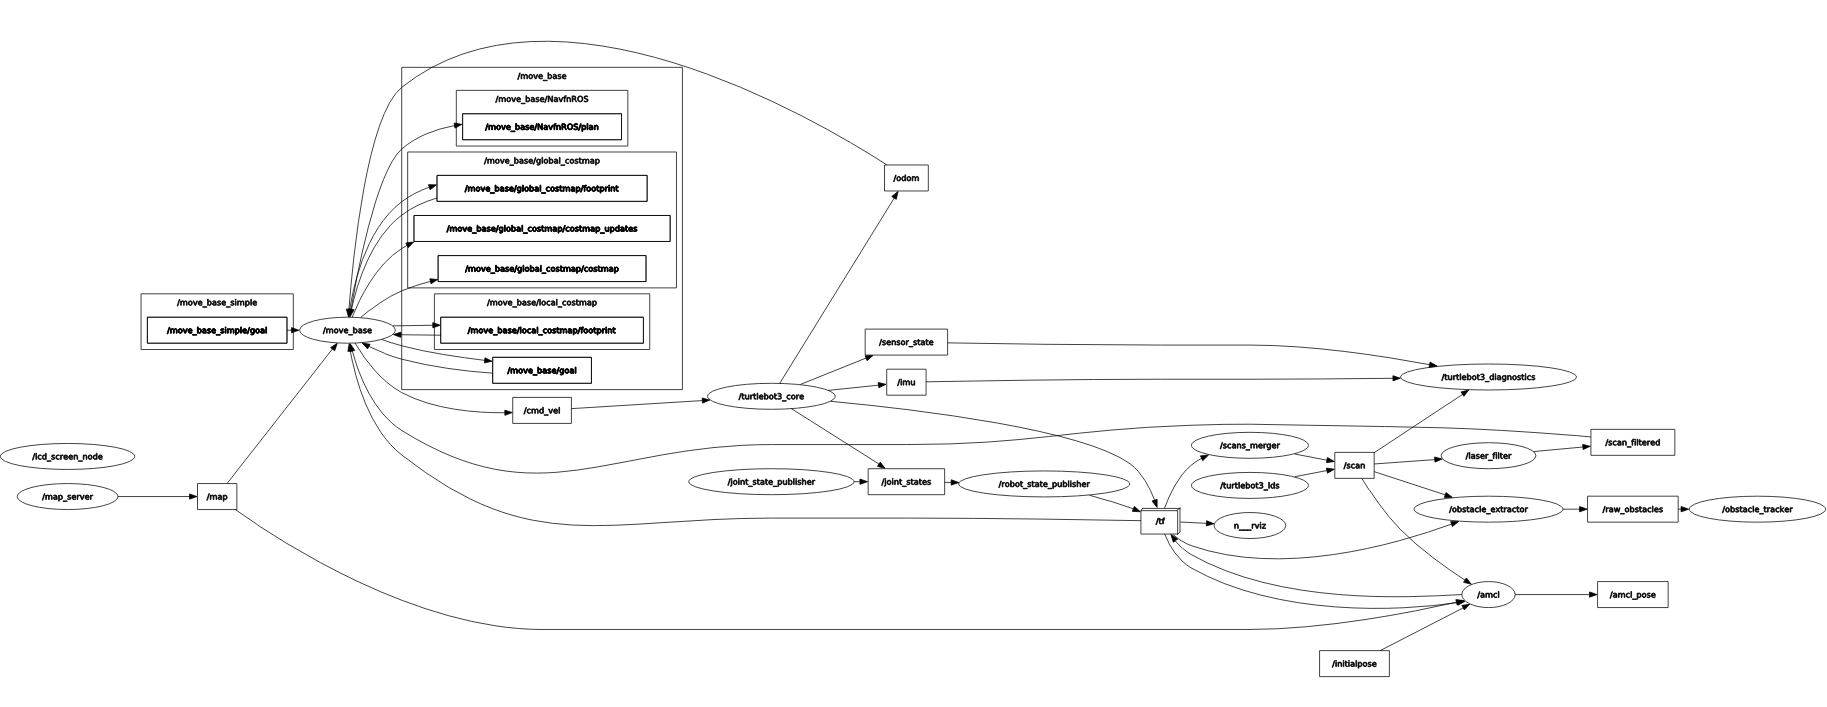 /move_base
/move_base/NavfnROS
/move_base/NavfnROS/plan
/move_base/global_costmap
/move_base/global_costmap/footprint
/move_base/global_costmap/costmap_updates
/move_base/global_costmap/costmap
/move_base/local_costmap
/move_base/local_costmap/footprint
/move_base/goal
/move_base_simple
/move_base_simple/goal
/move_base
/cmd_vel
/lcd_screen_node
/map_server
/map
/odom
/sensor_state
/imu
/turtlebot3_core
/joint_state_publisher
/joint_states
/robot_state_publisher
/tf
/scans_merger
/turtlebot3_lds
n___rviz
/scan
/turtlebot3_diagnostics
/laser_filter
/scan_filtered
/obstacle_extractor
/raw_obstacles
/obstacle_tracker
/amcl
/amcl_pose
/initialpose